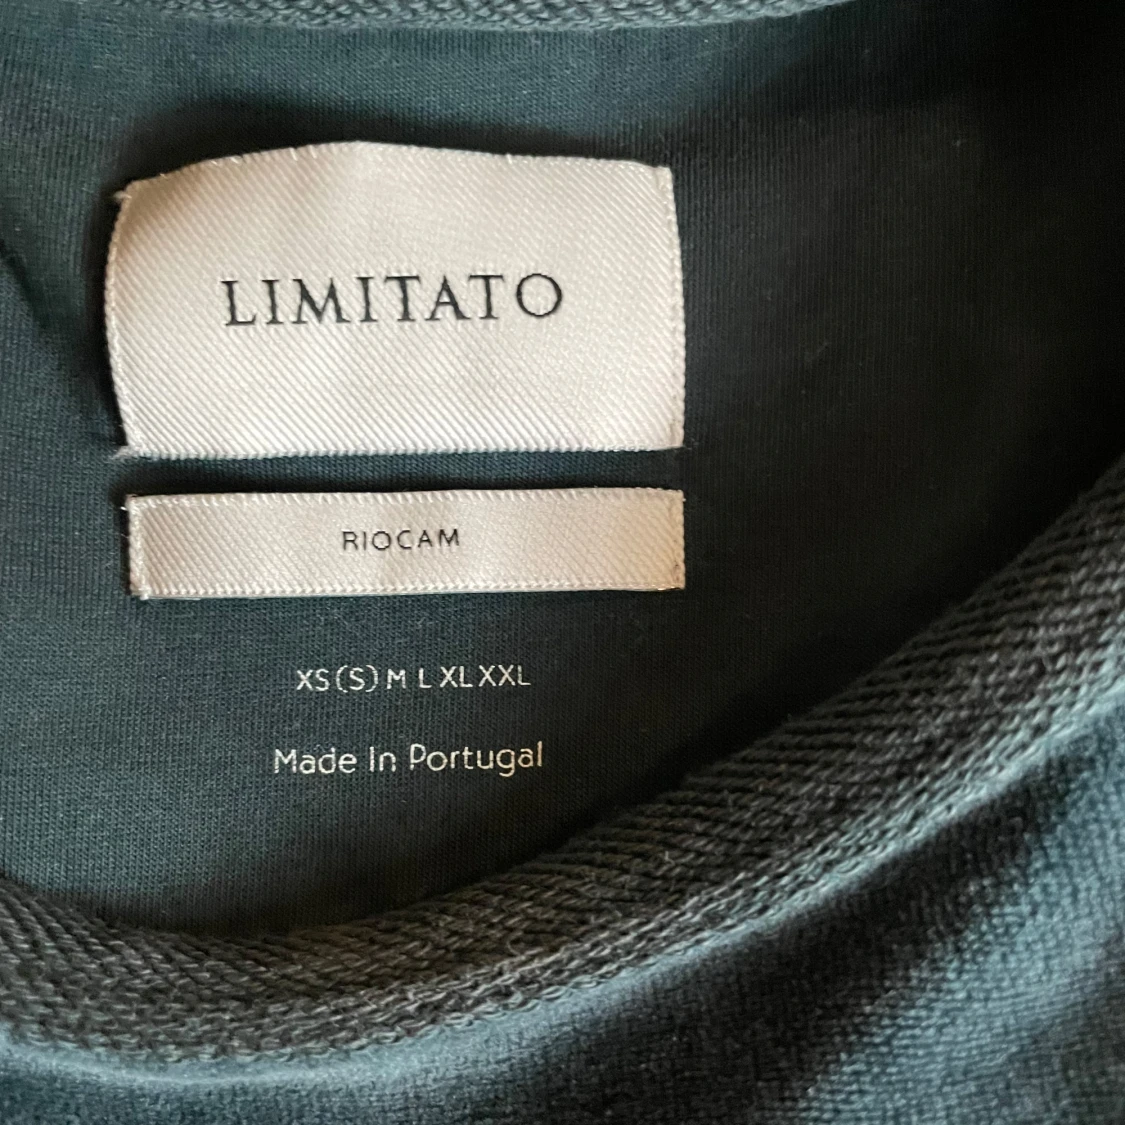 LIMITATO
RIOCAM
XS (S) M L XL XXL
Made In Portugal